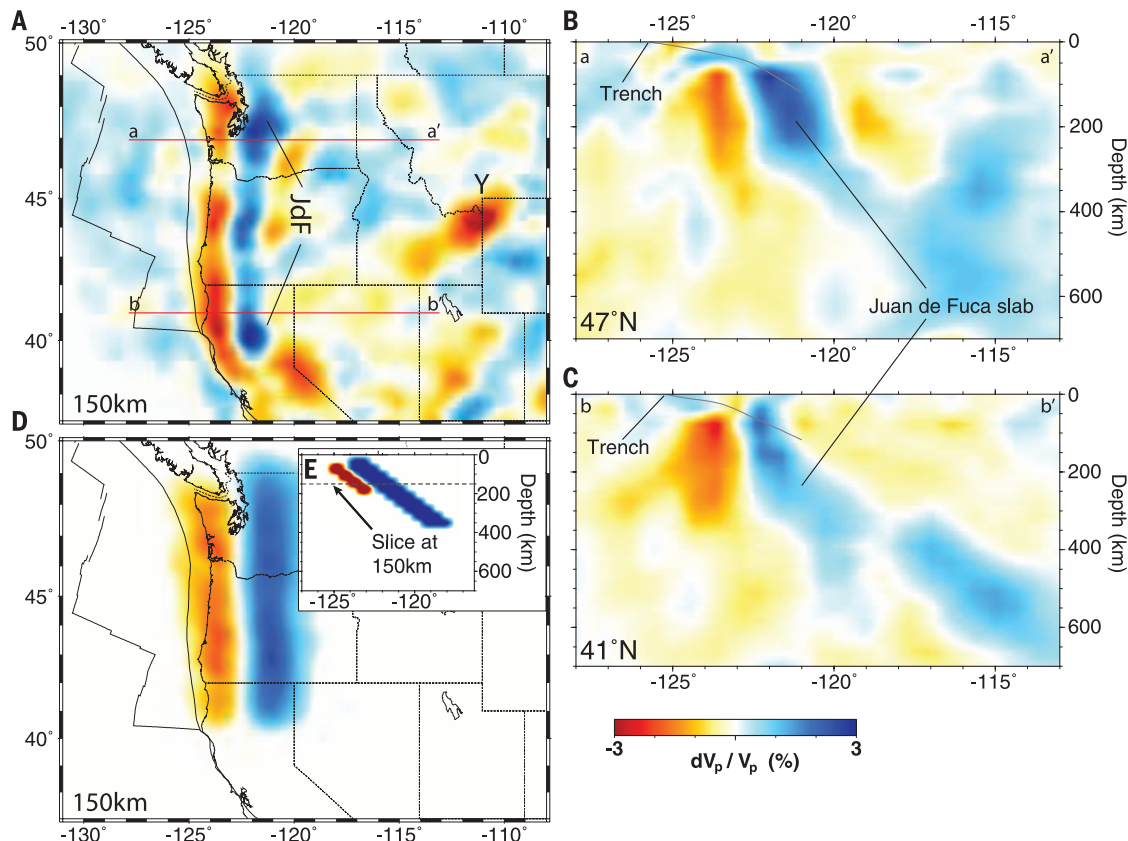 A
-130˚ -125˚ -120˚ -115˚ -110˚
50˚
45˚
40˚
a a′
b b′
JdF
Y
150km
B
-125˚ -120˚ -115˚
a a′
Trench
0
200
400
600
Depth (km)
47˚N
Juan de Fuca slab
C
b b′
Trench
0
200
400
600
Depth (km)
41˚N
-125˚ -120˚ -115˚
D
50˚
45˚
40˚
150km
-130˚ -125˚ -120˚ -115˚ -110˚
E
0
200
400
600
Depth (km)
Slice at
150km
-125˚ -120˚
-3 3
dVp / Vp (%)